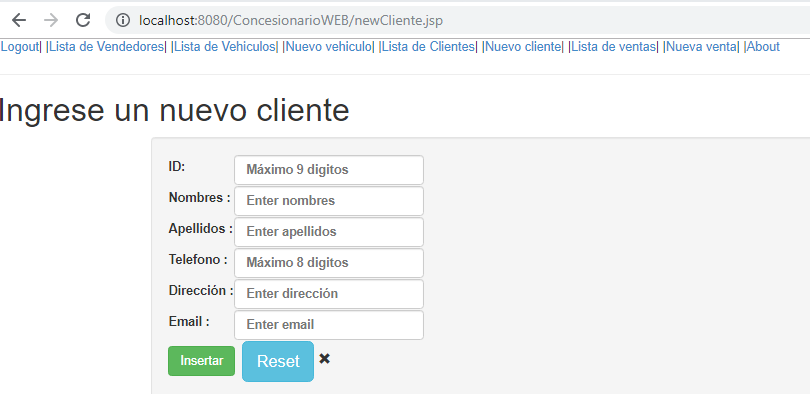 localhost:8080/ConcesionarioWEB/newCliente.jsp
Logout| |Lista de Vendedores| |Lista de Vehiculos| |Nuevo vehiculo| |Lista de Clientes| |Nuevo cliente| |Lista de ventas| |Nueva venta| |About
Ingrese un nuevo cliente
ID: Máximo 9 digitos
Nombres : Enter nombres
Apellidos : Enter apellidos
Telefono : Máximo 8 digitos
Dirección : Enter dirección
Email : Enter email
Insertar Reset ✖